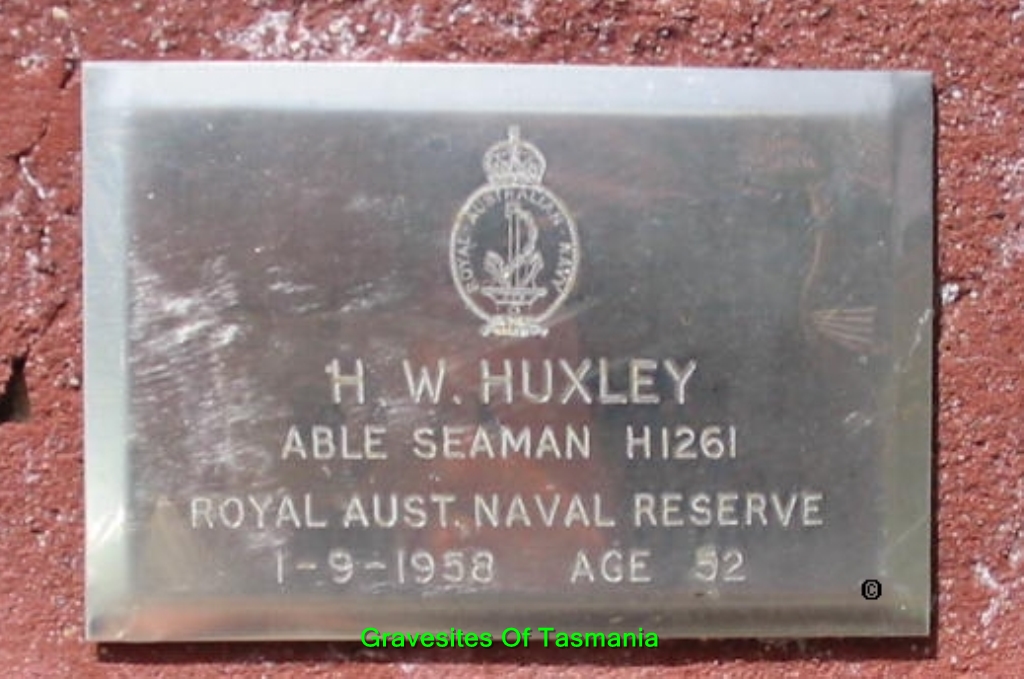 ROYAL AUSTRALIAN NAVY
H. W. HUXLEY
ABLE SEAMAN H1261
ROYAL AUST. NAVAL RESERVE
1-9-1958 AGE 52
©
Gravesites Of Tasmania